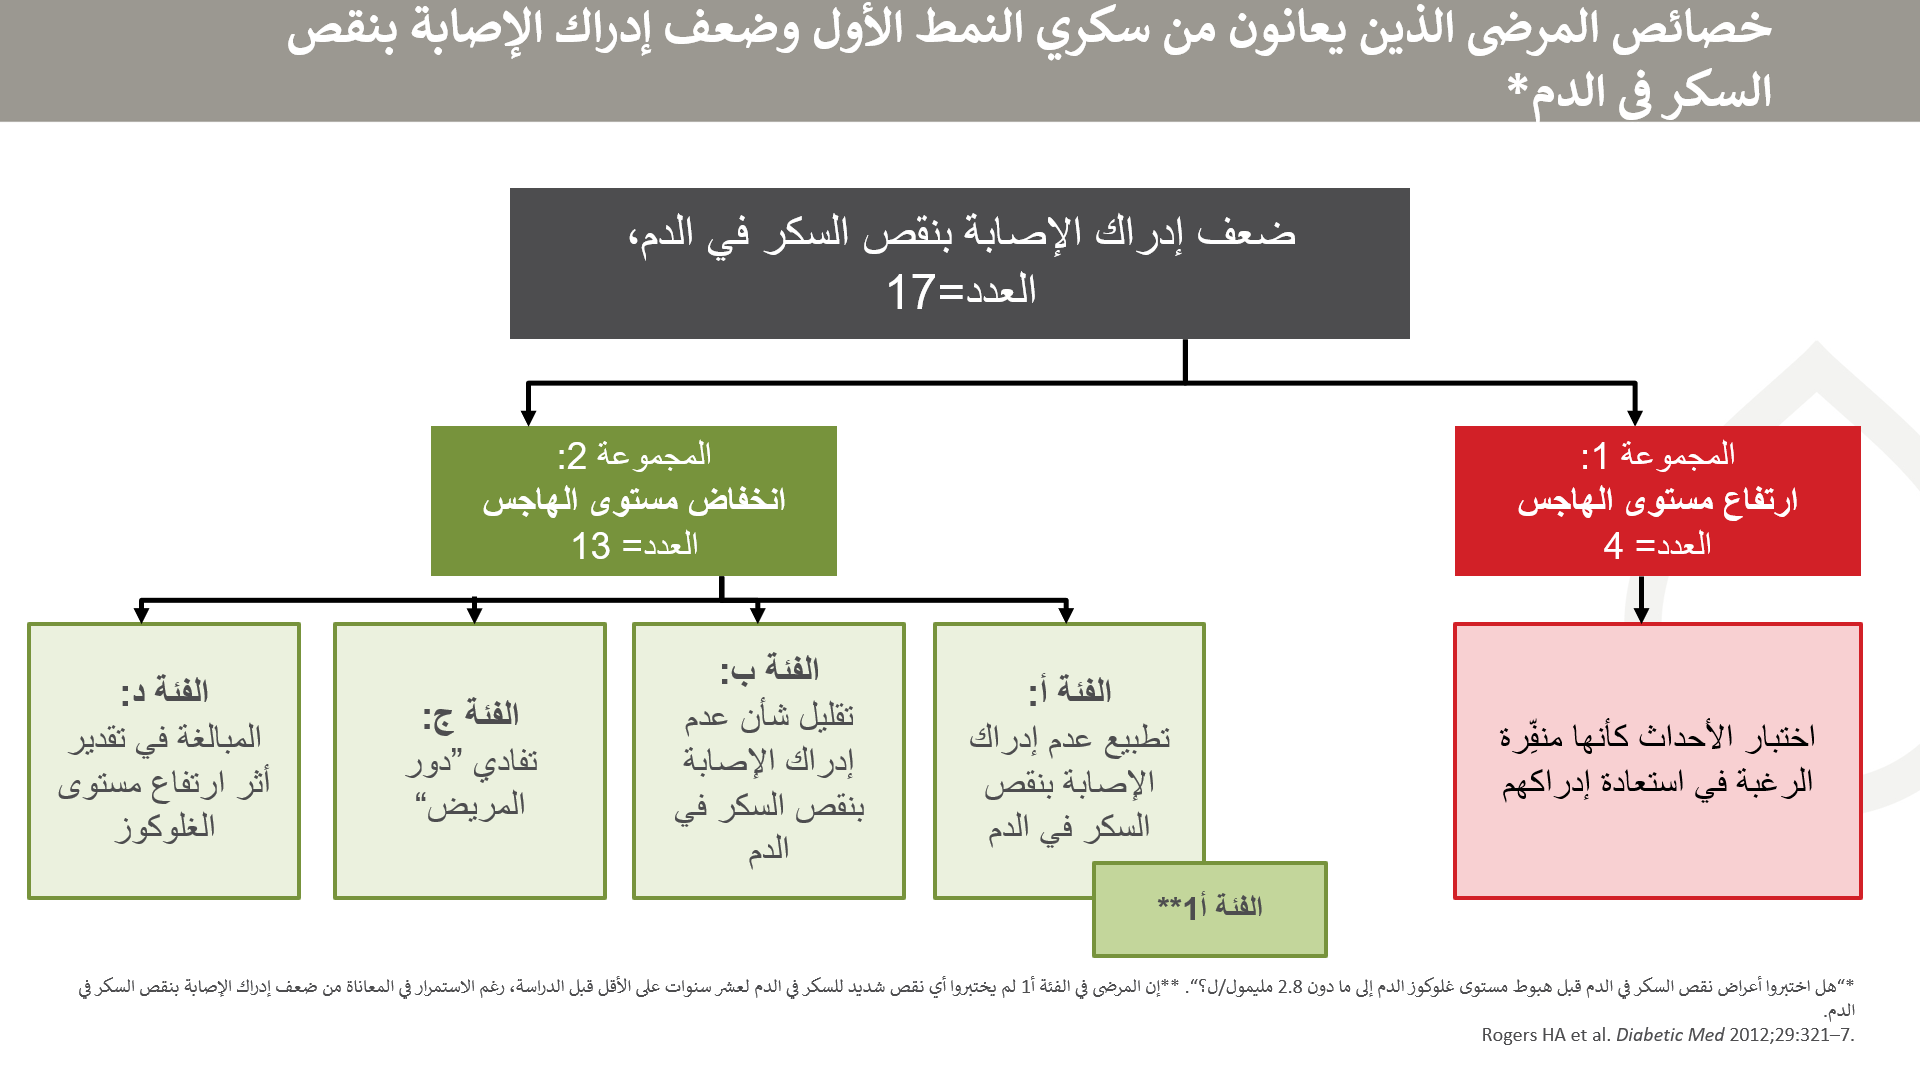 خصائص المرضى الذين يعانون من سكري النمط الأول وضعف إدراك الإصابة بنقص
السكر في الدم*
ضعف إدراك الإصابة بنقص السكر في الدم،
العدد=17
المجموعة 1:
ارتفاع مستوى الهاجس
العدد= 4
المجموعة 2:
انخفاض مستوى الهاجس
العدد= 13
اختبار الأحداث كأنها منفِّرة
الرغبة في استعادة إدراكهم
الفئة أ:
تطبيع عدم إدراك
الإصابة بنقص
السكر في الدم
الفئة أ1**
الفئة ب:
تقليل شأن عدم
إدراك الإصابة
بنقص السكر في
الدم
الفئة ج:
تفادي ”دور
المريض“
الفئة د:
المبالغة في تقدير
أثر ارتفاع مستوى
الغلوكوز
*“هل اختبروا أعراض نقص السكر في الدم قبل هبوط مستوى غلوكوز الدم إلى ما دون 2.8 مليمول/ل؟“. **إن المرضى في الفئة أ1 لم يختبروا أي نقص شديد للسكر في الدم لعشر سنوات على الأقل قبل الدراسة، رغم الاستمرار في المعاناة من ضعف إدراك الإصابة بنقص السكر في
الدم.
Rogers HA et al. Diabetic Med 2012;29:321–7.